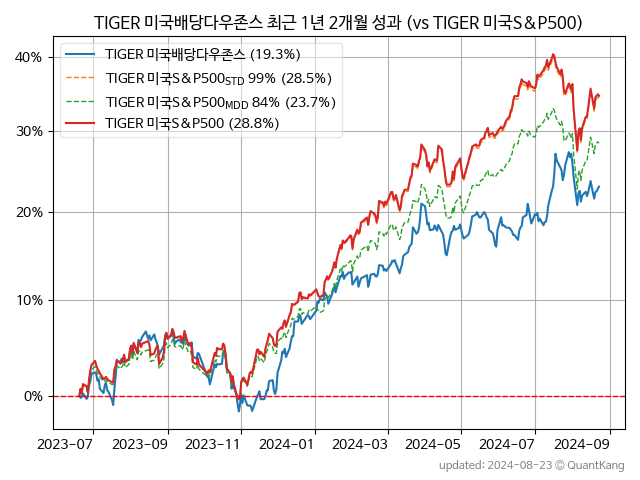 TIGER 미국배당다우존스 최근 1년 2개월 성과 (vs TIGER 미국S&P500)
TIGER 미국배당다우존스 (19.3%)
TIGER 미국S&P500STD 99% (28.5%)
TIGER 미국S&P500MDD 84% (23.7%)
TIGER 미국S&P500 (28.8%)
40%
30%
20%
10%
0%
2023-07 2023-09 2023-11 2024-01 2024-03 2024-05 2024-07 2024-09
updated: 2024-08-23 © QuantKang